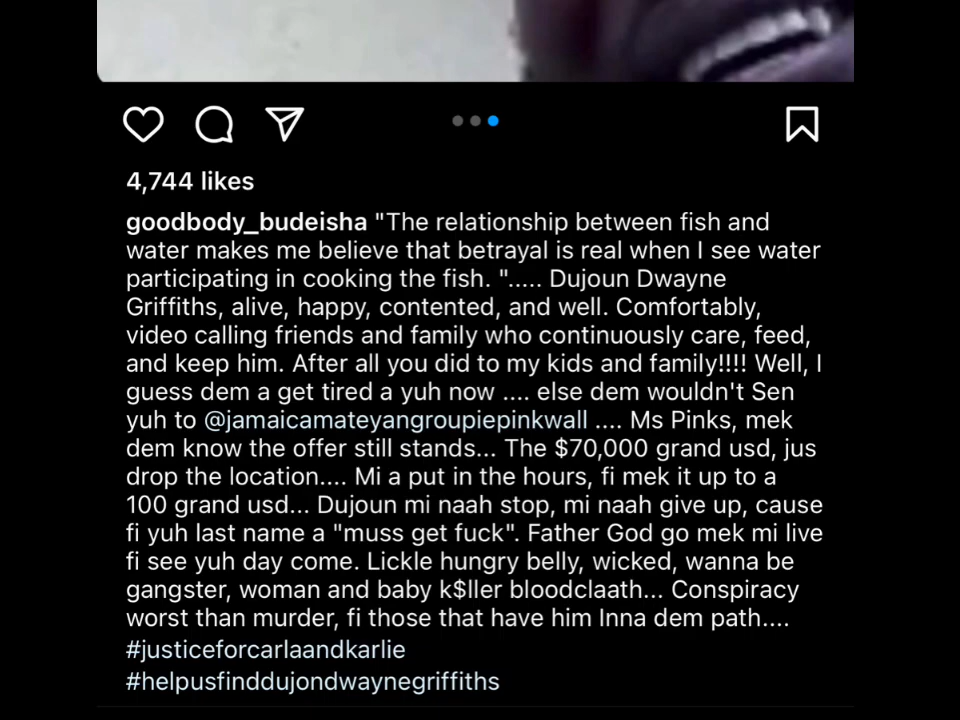 4,744 likes
goodbody_budeisha "The relationship between fish and
water makes me believe that betrayal is real when I see water
participating in cooking the fish. "..... Dujoun Dwayne
Griffiths, alive, happy, contented, and well. Comfortably,
video calling friends and family who continuously care, feed,
and keep him. After all you did to my kids and family!!!! Well, I
guess dem a get tired a yuh now .... else dem wouldn't Sen
yuh to @jamaicamateyangroupiepinkwall .... Ms Pinks, mek
dem know the offer still stands... The $70,000 grand usd, jus
drop the location.... Mi a put in the hours, fi mek it up to a
100 grand usd... Dujoun mi naah stop, mi naah give up, cause
fi yuh last name a "muss get fuck". Father God go mek mi live
fi see yuh day come. Lickle hungry belly, wicked, wanna be
gangster, woman and baby k$ller bloodclaath... Conspiracy
worst than murder, fi those that have him Inna dem path....
#justiceforcarlaandkarlie
#helpusfinddujondwaynegriffiths